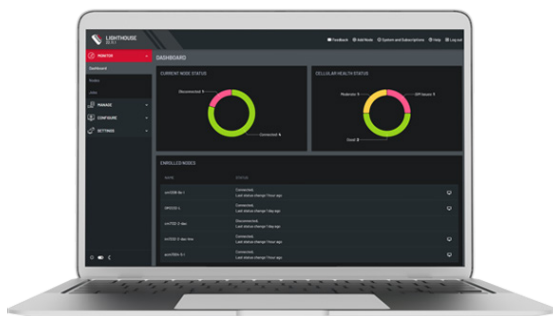 LIGHTHOUSE
Feedback Add Node System and Subscriptions Help Log out
MONITOR
DASHBOARD
Dashboard
Nodes
Jobs
MANAGE
CONFIGURE
SETTINGS
CURRENT NODE STATUS
Disconnected: 1
Connected: 4
CELLULAR HEALTH STATUS
Moderate: 1
SIM Issues: 1
Good: 3
ENROLLED NODES
NAME
STATUS
Connected.
Last status change 1 hour ago
Connected.
Last status change 1 day ago
Disconnected.
Last status change 1 day ago
Connected.
Last status change 1 hour ago
Connected.
Last status change 1 hour ago